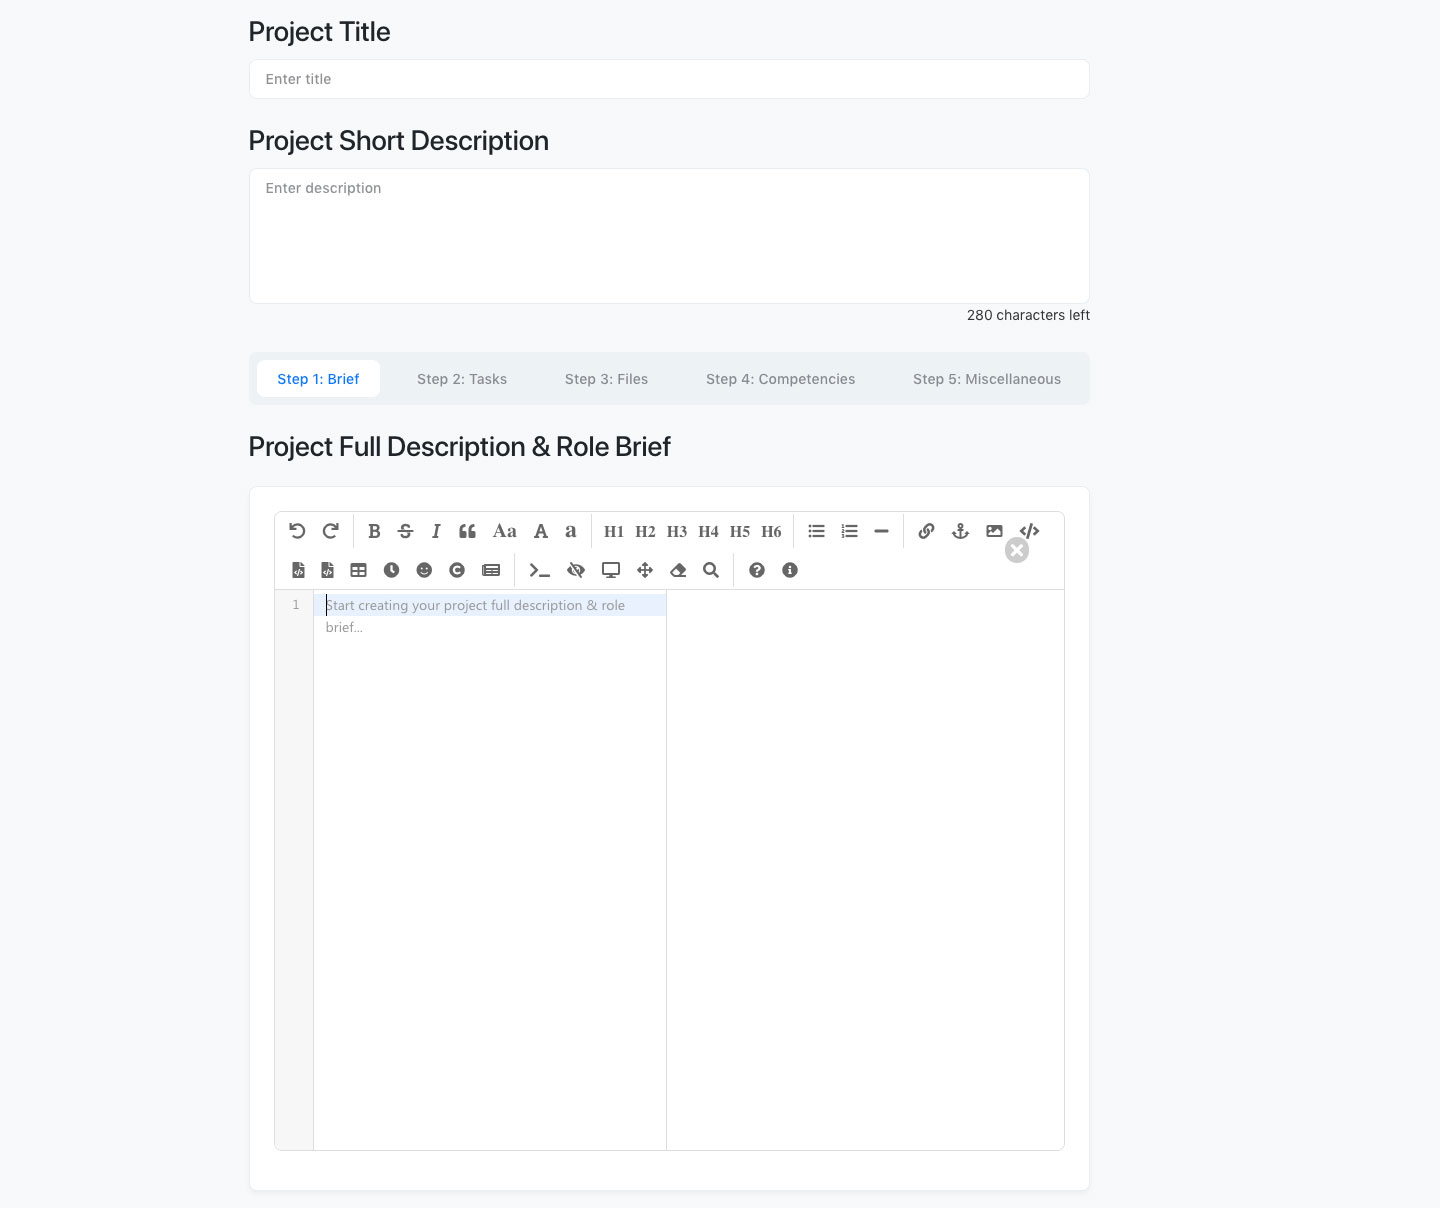 Project Title
Enter title
Project Short Description
Enter description
280 characters left
Step 1: Brief Step 2: Tasks Step 3: Files Step 4: Competencies Step 5: Miscellaneous
Project Full Description & Role Brief
B S I Aa A a H1 H2 H3 H4 H5 H6
1 Start creating your project full description & role
brief...